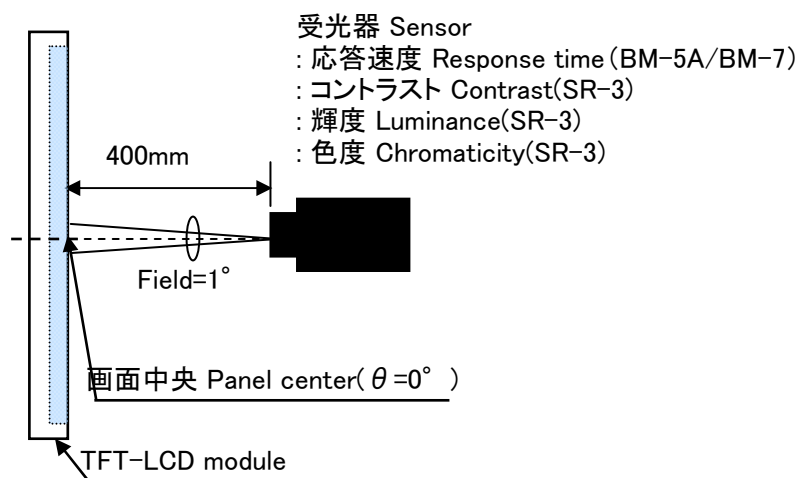 受光器 Sensor
: 応答速度 Response time(BM-5A/BM-7)
: コントラスト Contrast(SR-3)
: 輝度 Luminance(SR-3)
: 色度 Chromaticity(SR-3)
400mm
Field=1°
画面中央 Panel center(θ=0° )
TFT-LCD module